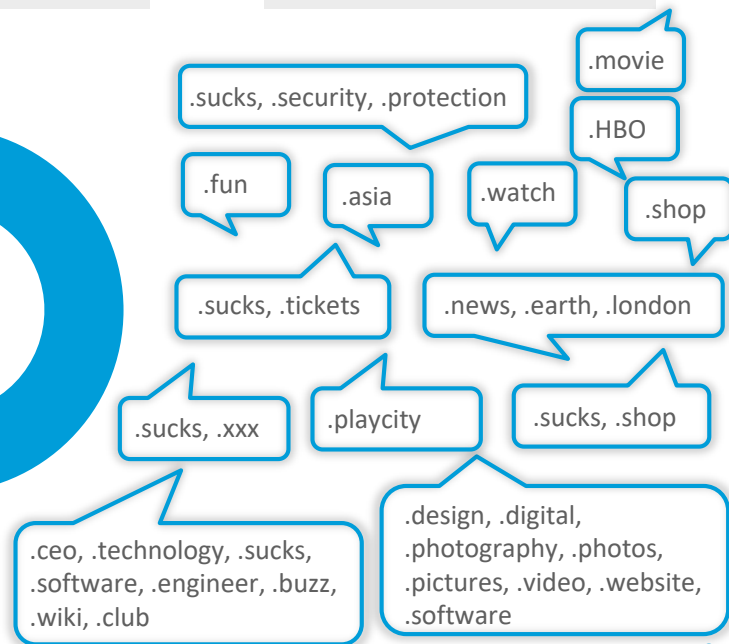 .movie
.sucks, .security, .protection
.HBO
.fun
.asia
.watch
.shop
.sucks, .tickets
.news, .earth, .london
.sucks, .xxx
.playcity
.sucks, .shop
.ceo, .technology, .sucks,
.software, .engineer, .buzz,
.wiki, .club
.design, .digital,
.photography, .photos,
.pictures, .video, .website,
.software